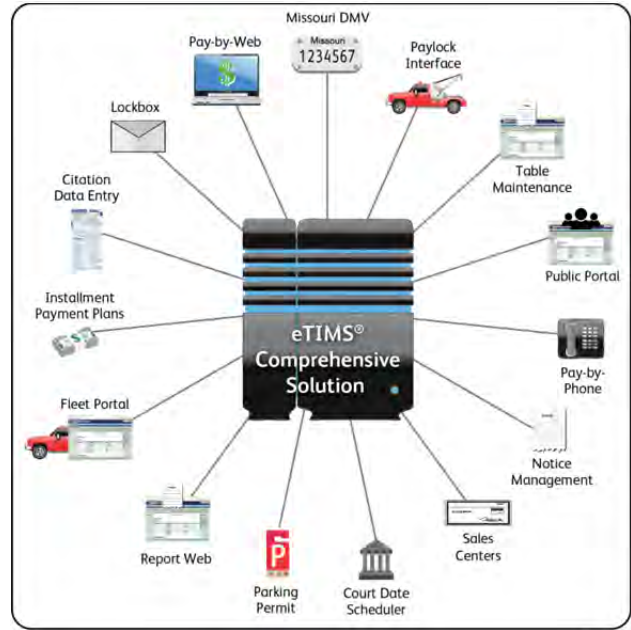 Missouri DMV
Missouri
1234567
Pay-by-Web
Paylock
Interface
Lockbox
Table
Maintenance
Citation
Data Entry
Public Portal
Installment
Payment Plans
eTIMS®
Comprehensive
Solution
Pay-by-
Phone
Fleet Portal
Notice
Management
Report Web
P
Parking
Permit
Court Date
Scheduler
Sales
Centers